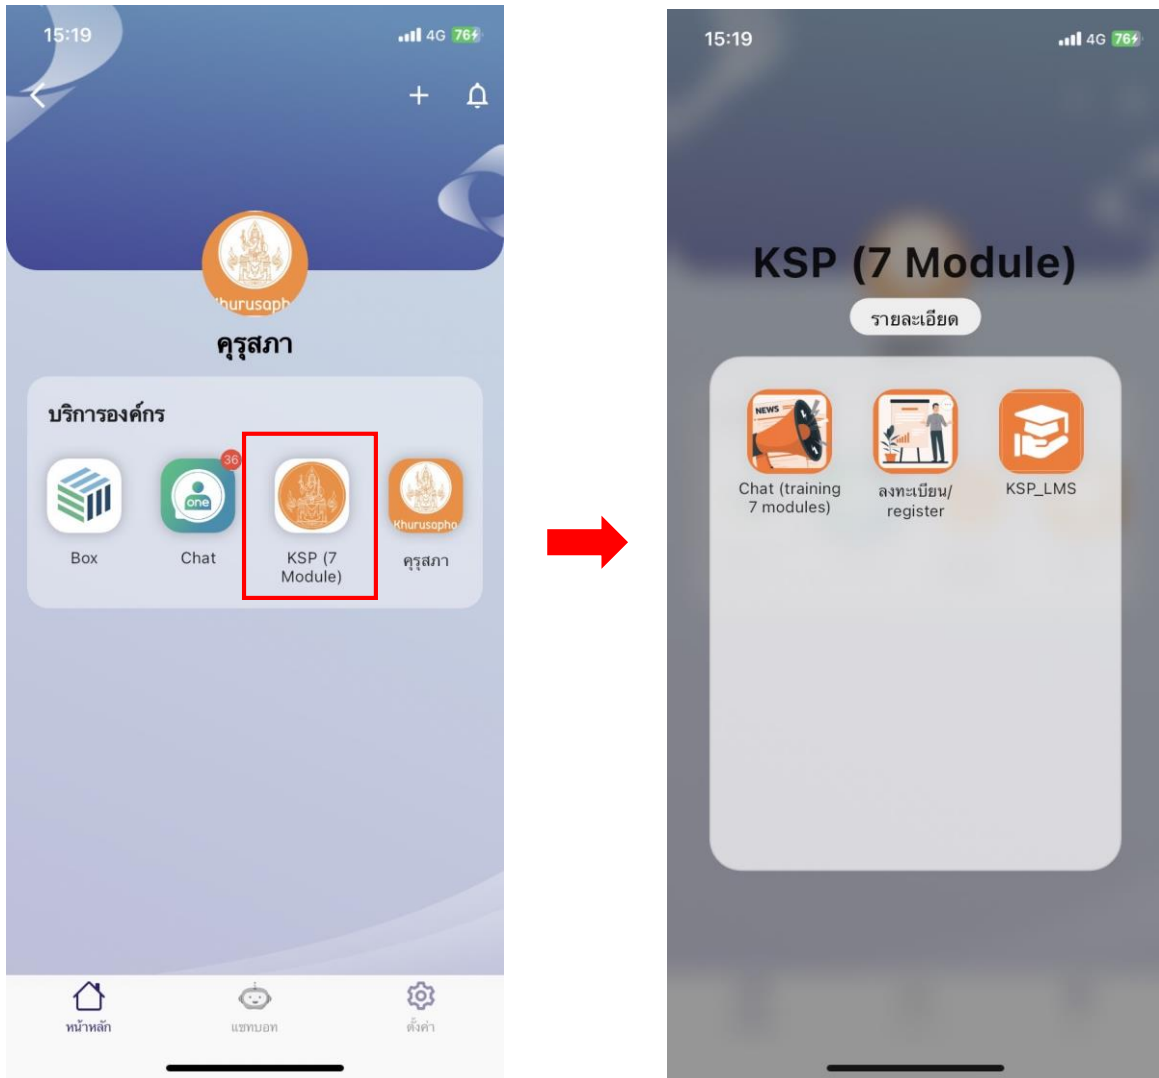 15:19
4G 76
Khurusapha
คุรุสภา
บริการองค์กร
36
one
Khurusapha
Box
Chat
KSP (7
Module)
คุรุสภา
หน้าหลัก
แชทบอท
ตั้งค่า
15:19
4G 76
KSP (7 Module)
รายละเอียด
NEWS
Chat (training
7 modules)
ลงทะเบียน/
register
KSP_LMS